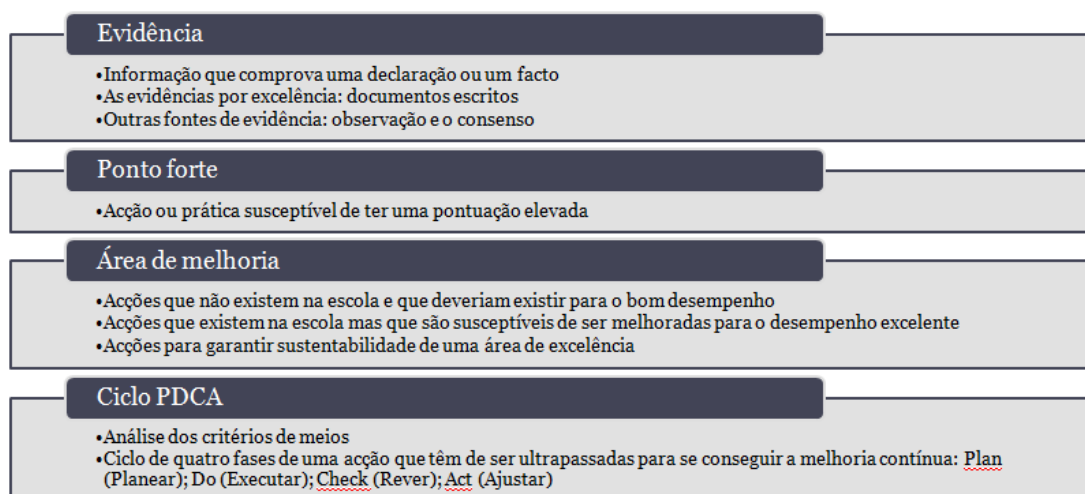 Evidência
•Informação que comprova uma declaração ou um facto
•As evidências por excelência: documentos escritos
•Outras fontes de evidência: observação e o consenso
Ponto forte
•Acção ou prática susceptível de ter uma pontuação elevada
Área de melhoria
•Acções que não existem na escola e que deveriam existir para o bom desempenho
•Acções que existem na escola mas que são susceptíveis de ser melhoradas para o desempenho excelente
•Acções para garantir sustentabilidade de uma área de excelência
Ciclo PDCA
•Análise dos critérios de meios
•Ciclo de quatro fases de uma acção que têm de ser ultrapassadas para se conseguir a melhoria contínua: Plan
(Planear); Do (Executar); Check (Rever); Act (Ajustar)